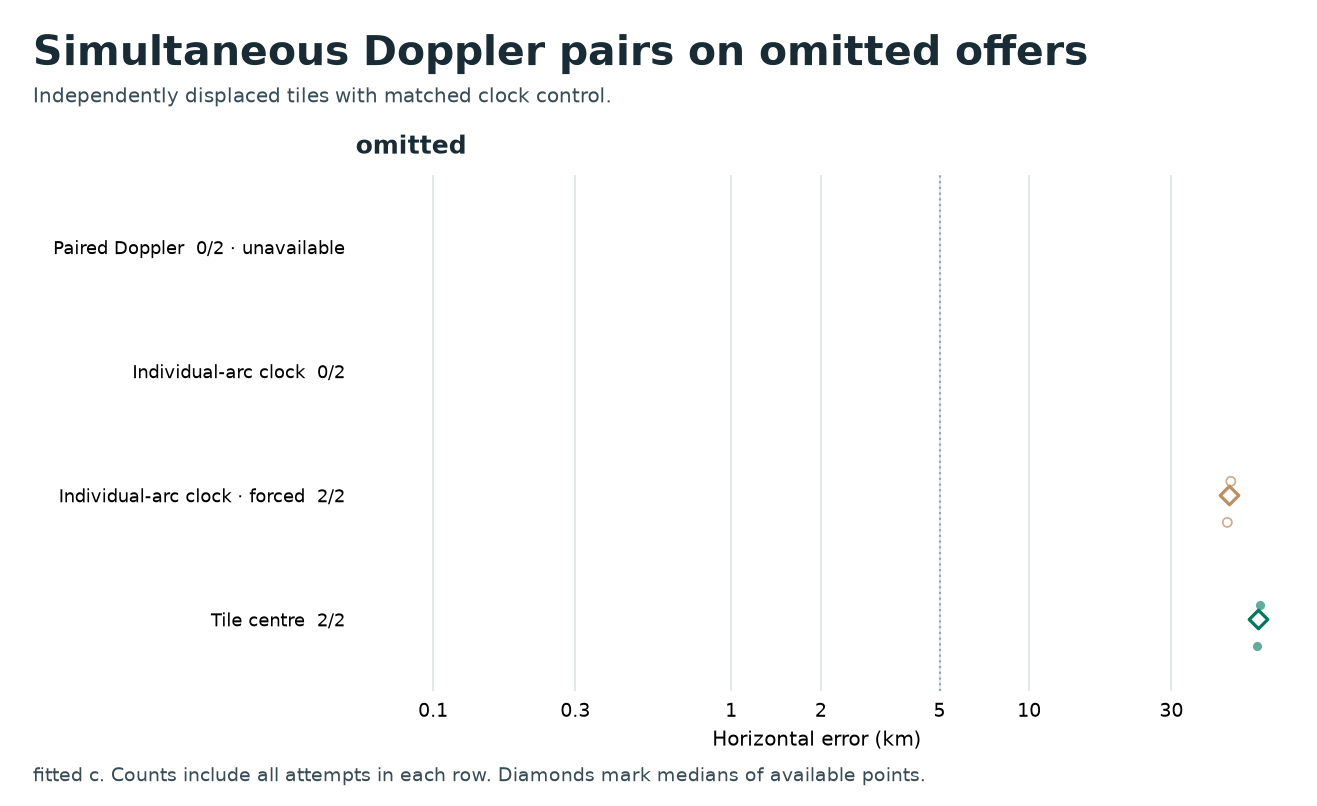 Simultaneous Doppler pairs on omitted offers
Independently displaced tiles with matched clock control.
omitted
Paired Doppler  0/2 · unavailable
Individual-arc clock  0/2
Individual-arc clock · forced  2/2
Tile centre  2/2
0.1 0.3 1 2 5 10 30
Horizontal error (km)
fitted c. Counts include all attempts in each row. Diamonds mark medians of available points.